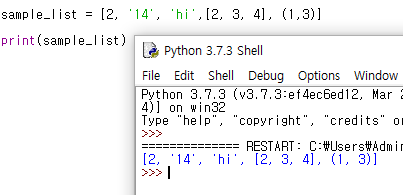 sample_list = [2, '14', 'hi',[2, 3, 4], (1,3)]
print(sample_list)
Python 3.7.3 Shell
File Edit Shell Debug Options Window
Python 3.7.3 (v3.7.3:ef4ec6ed12, Mar 2
4)] on win32
Type "help", "copyright", "credits" o
>>>
============== RESTART: C:₩Users₩Admi
[2, '14', 'hi', [2, 3, 4], (1, 3)]
>>>